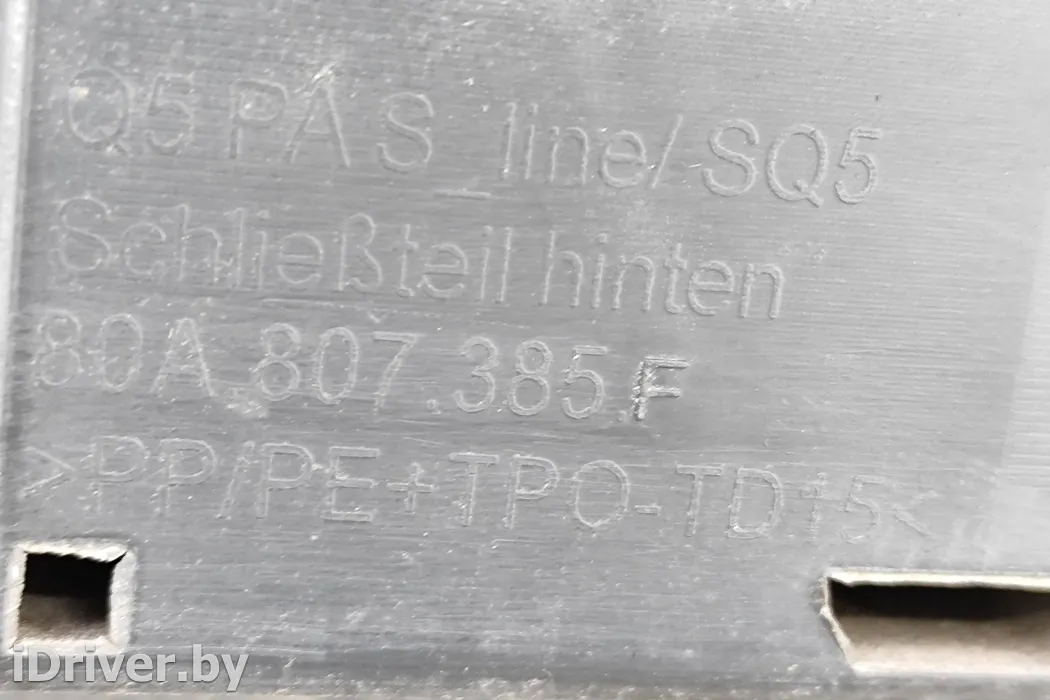 Q5 PA S_line/SQ5
Schließteil hinten
80A.807.385.F
>PP/PE+TPO-TD15<
iDriver.by